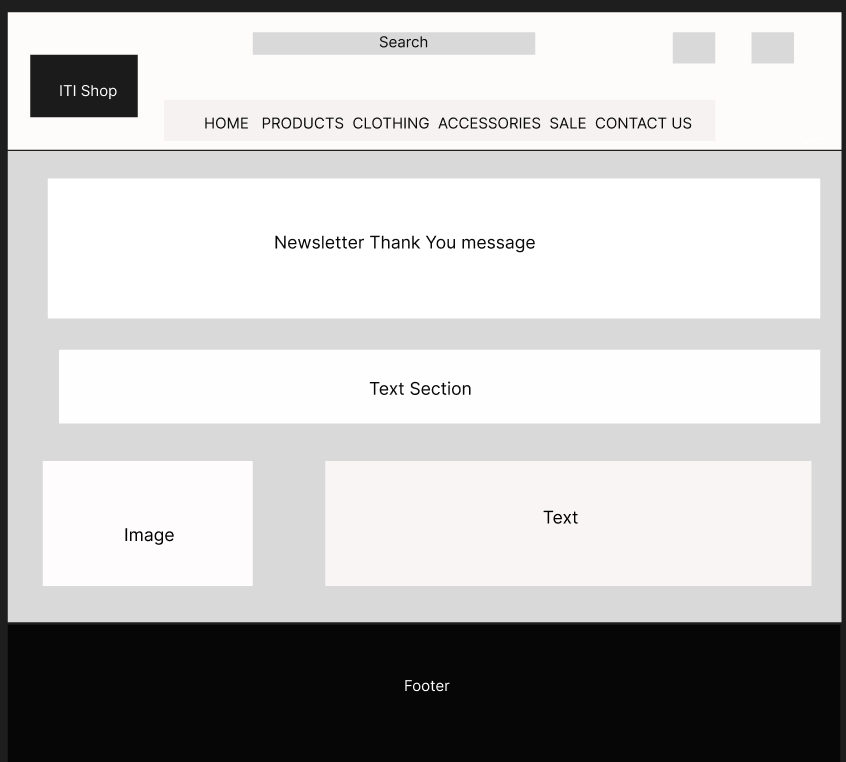 Search
ITI Shop
HOME PRODUCTS CLOTHING ACCESSORIES SALE CONTACT US
Newsletter Thank You message
Text Section
Image
Text
Footer